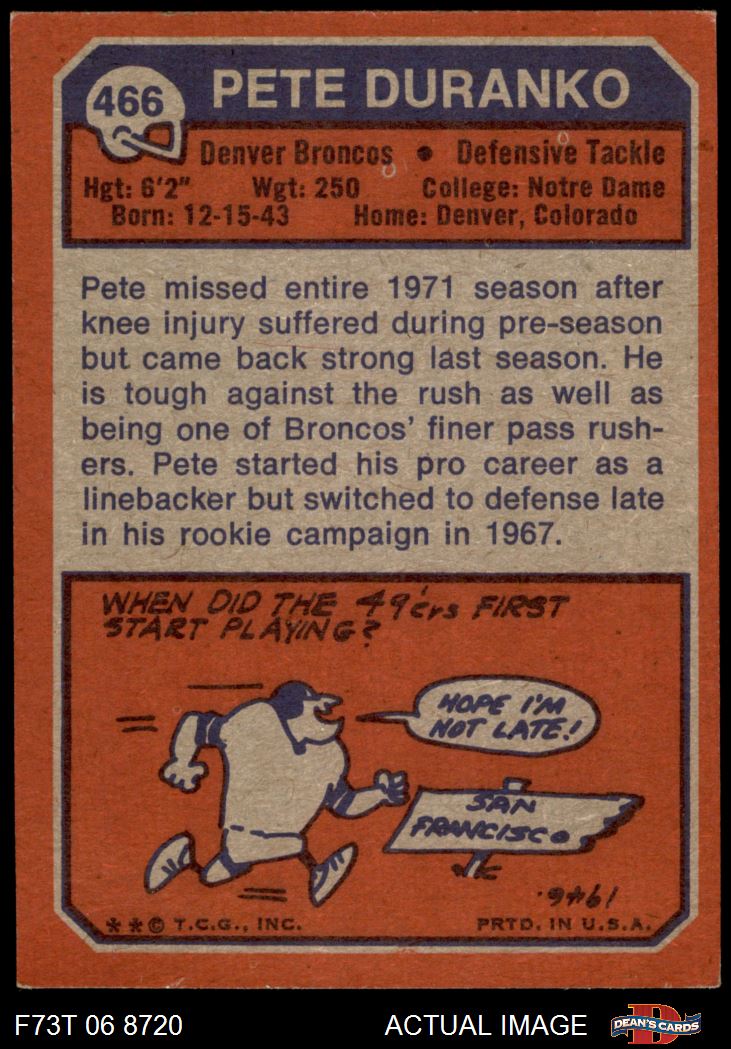 466
PETE DURANKO
Denver Broncos • Defensive Tackle
Hgt: 6'2" Wgt: 250 College: Notre Dame
Born: 12-15-43 Home: Denver, Colorado
Pete missed entire 1971 season after
knee injury suffered during pre-season
but came back strong last season. He
is tough against the rush as well as
being one of Broncos' finer pass rush-
ers. Pete started his pro career as a
linebacker but switched to defense late
in his rookie campaign in 1967.
WHEN DID THE 49'ers FIRST
START PLAYING?
HOPE I'M
NOT LATE!
SAN
FRANCISCO
1946.
**© T.C.G., INC. PRTD. IN U.S.A.
F73T 06 8720 ACTUAL IMAGE
D
DEAN'S CARDS